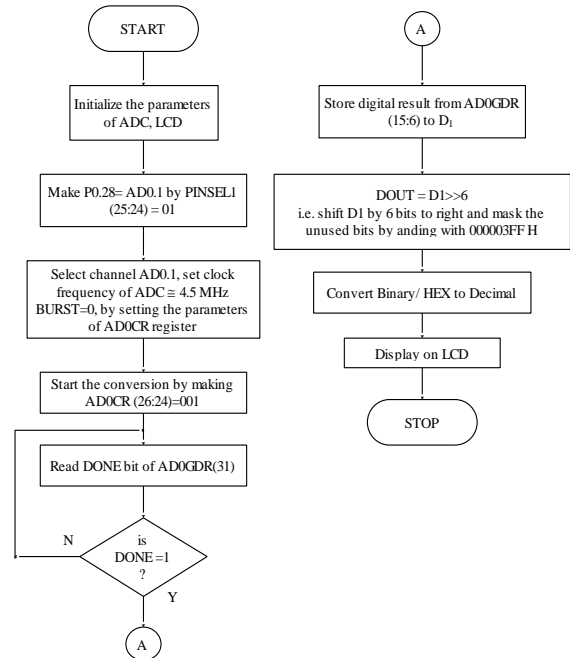 START
Initialize the parameters
of ADC, LCD
Make P0.28= AD0.1 by PINSEL1
(25:24) = 01
Select channel AD0.1, set clock
frequency of ADC ≅ 4.5 MHz
BURST=0, by setting the parameters
of AD0CR register
Start the conversion by making
AD0CR (26:24)=001
Read DONE bit of AD0GDR(31)
is
DONE =1
?
N
Y
A
A
Store digital result from AD0GDR
(15:6) to D₁
DOUT = D1>>6
i.e. shift D1 by 6 bits to right and mask the
unused bits by anding with 000003FF H
Convert Binary/ HEX to Decimal
Display on LCD
STOP